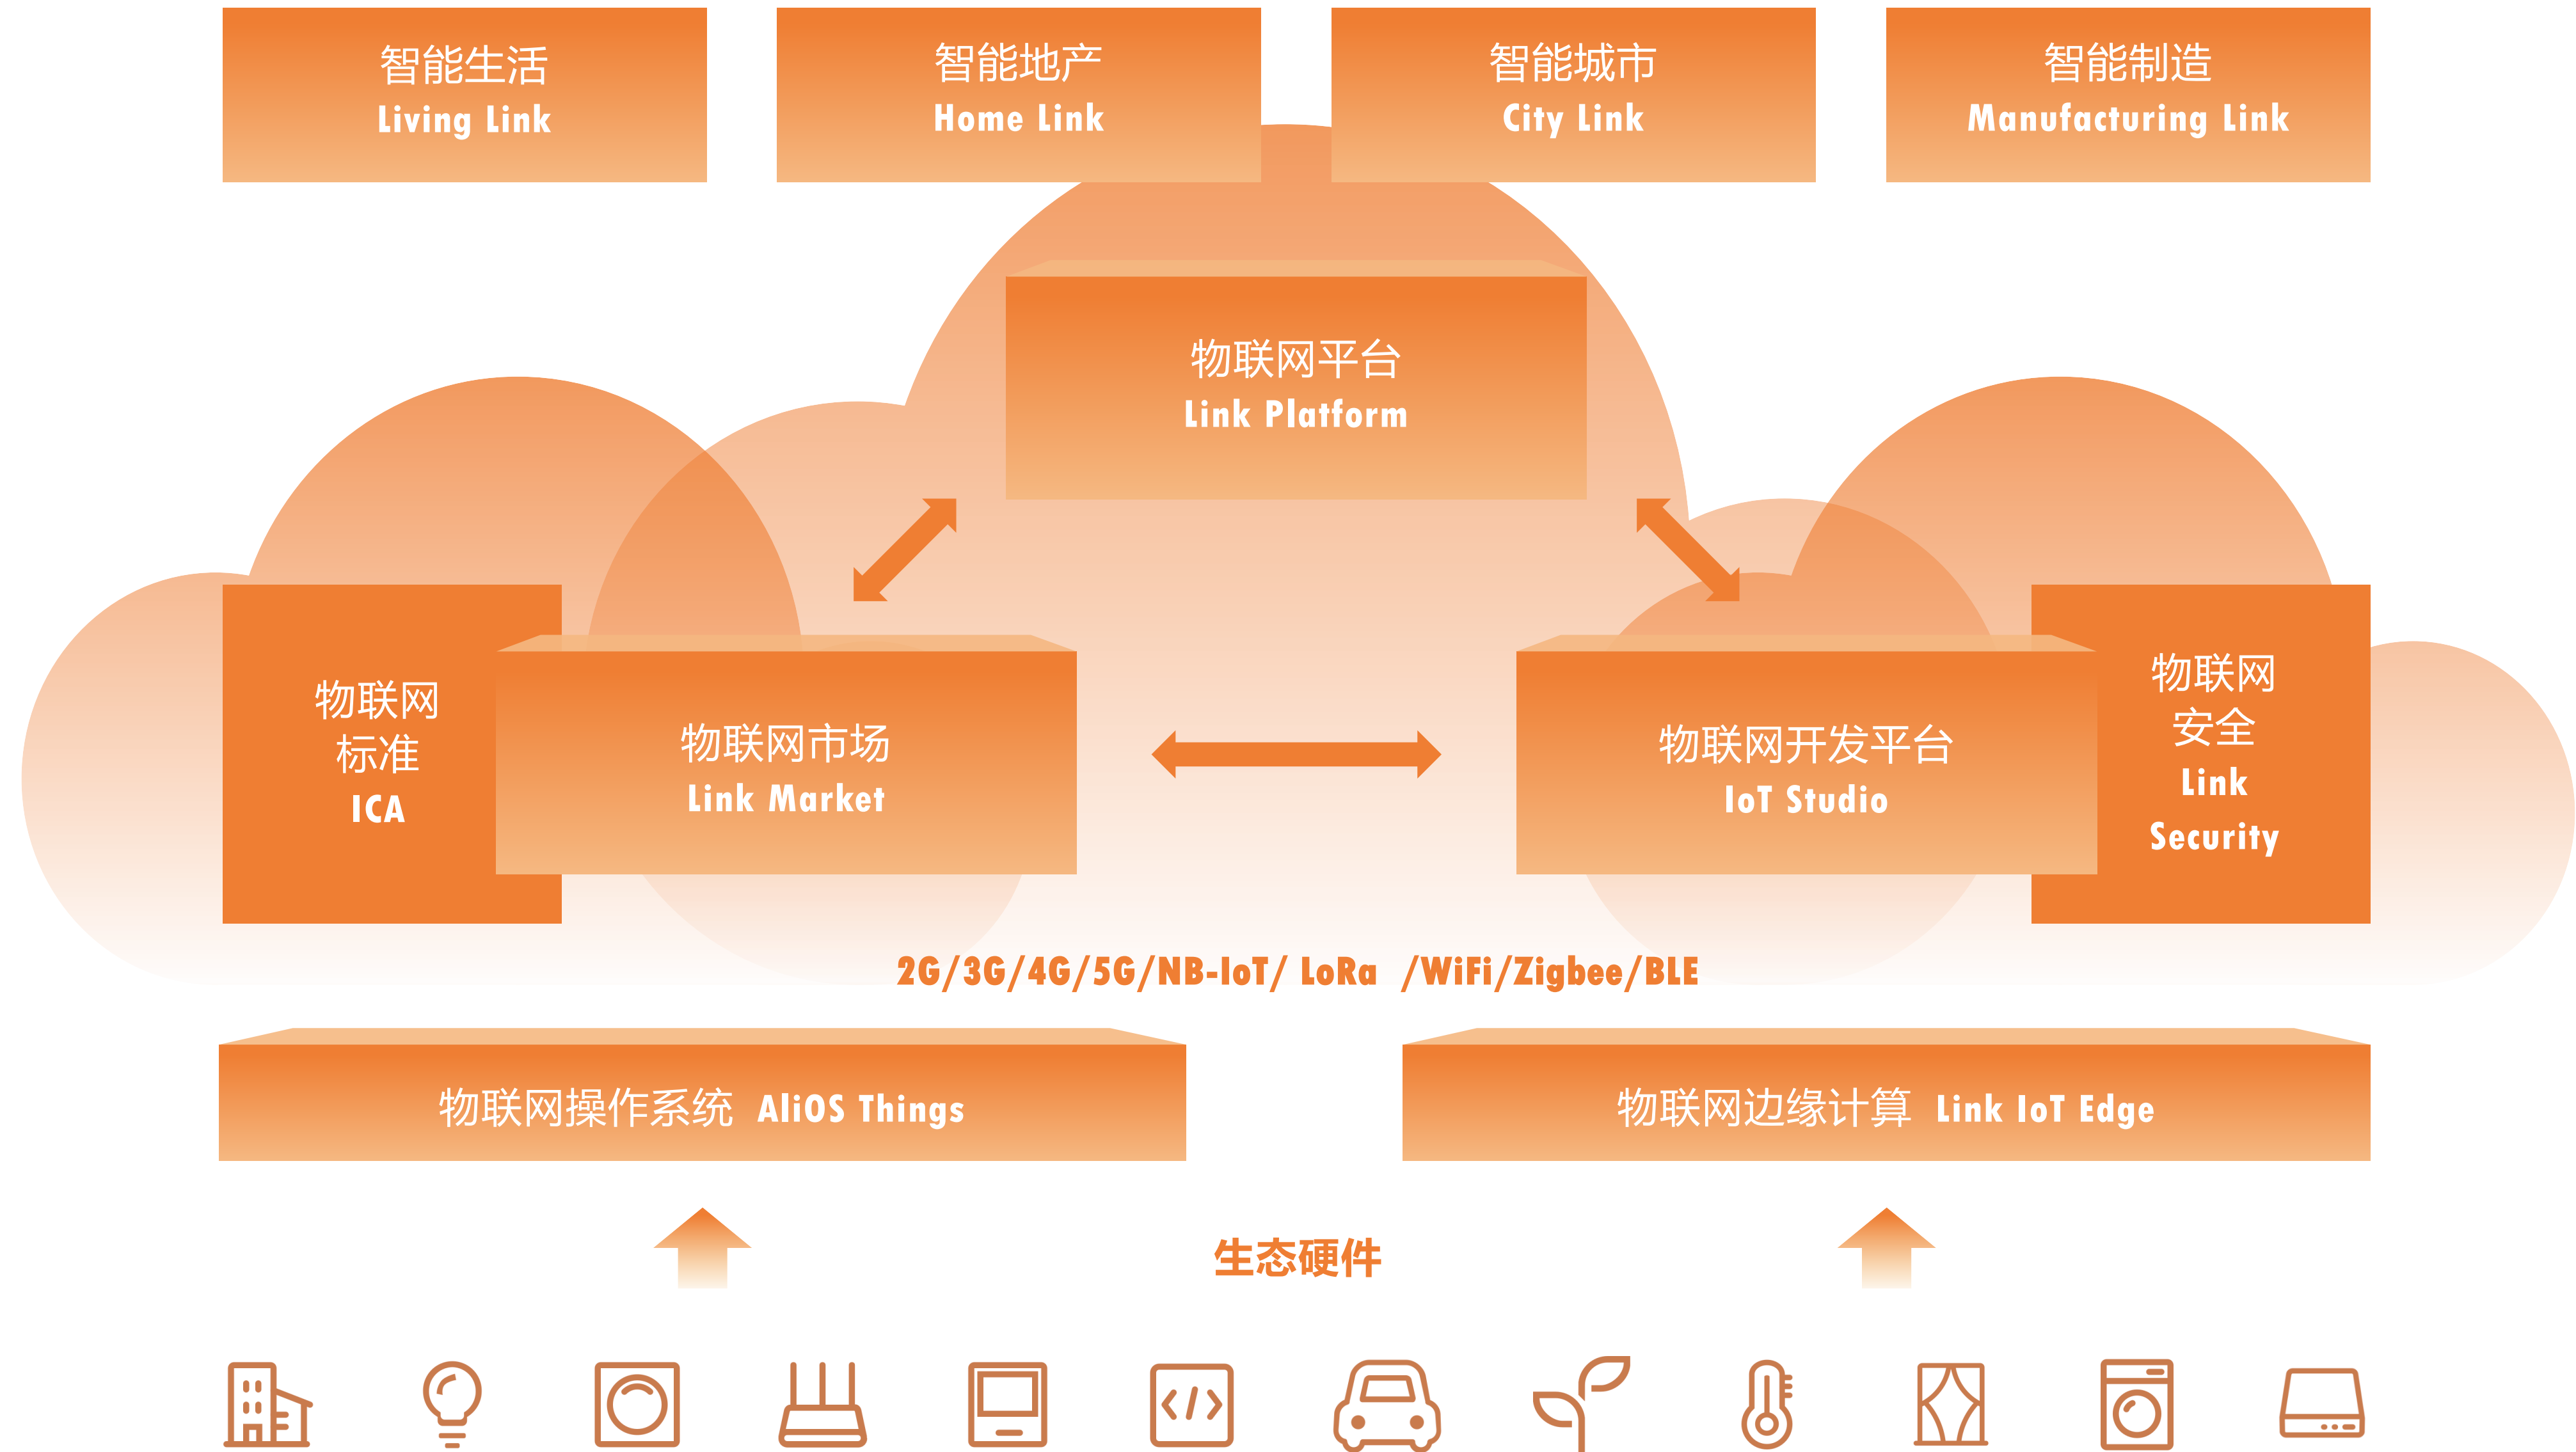 智能生活
Living Link
智能地产
Home Link
智能城市
City Link
智能制造
Manufacturing Link
物联网平台
Link Platform
物联网
标准
ICA
物联网市场
Link Market
物联网开发平台
IoT Studio
物联网
安全
Link
Security
2G/3G/4G/5G/NB-IoT/ LoRa /WiFi/Zigbee/BLE
物联网操作系统 AliOS Things
物联网边缘计算 Link IoT Edge
生态硬件